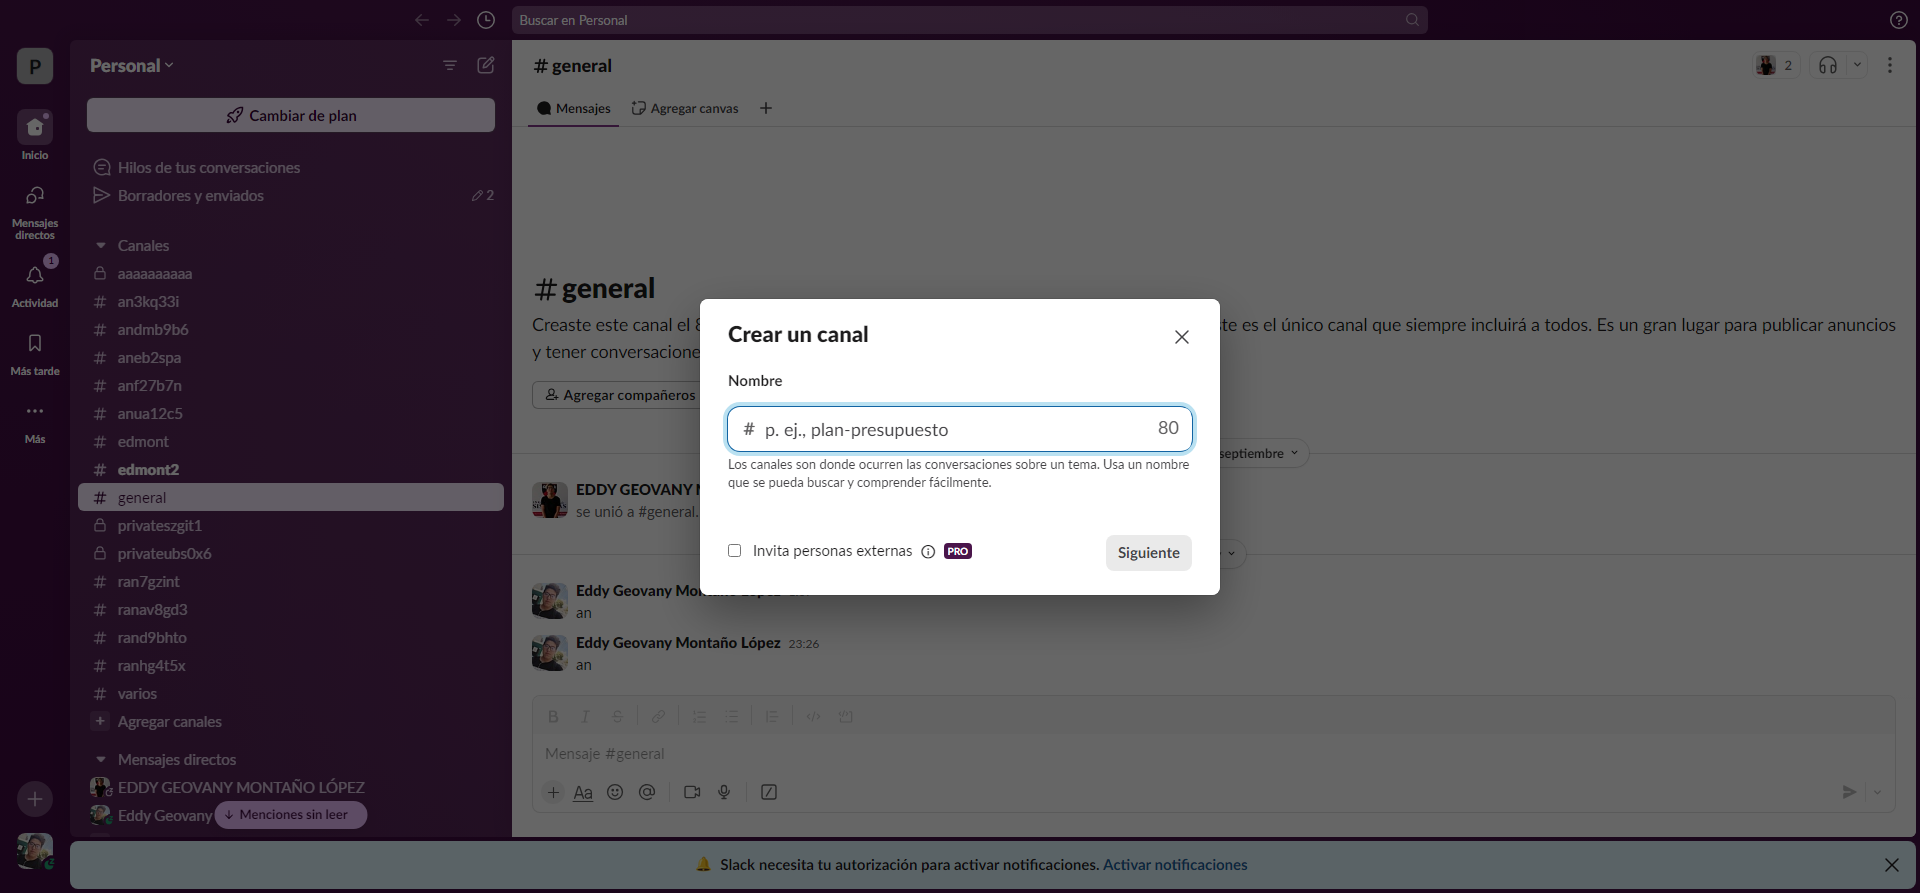 Buscar en Personal
P
Personal
Cambiar de plan
Inicio
Hilos de tus conversaciones
Borradores y enviados
2
Mensajes
directos
Canales
aaaaaaaaaa
1
Actividad
# an3kq33i
# andmb9b6
# aneb2spa
Más tarde
# anf27b7n
# anua12c5
Más
# edmont
# edmont2
# general
privateszgit1
privateubs0x6
# ran7gzint
# ranav8gd3
# rand9bhto
# ranhg4t5x
# varios
+ Agregar canales
Mensajes directos
EDDY GEOVANY MONTAÑO LÓPEZ
Eddy Geovany
Menciones sin leer
# general
2
Mensajes
Agregar canvas
# general
Creaste este canal el
te es el único canal que siempre incluirá a todos. Es un gran lugar para publicar anuncios
y tener conversacione
Agregar compañeros
septiembre
EDDY GEOVANY
se unió a #general.
Eddy Geovany
an
Eddy Geovany Montaño López 23:26
an
Mensaje #general
Aa
Crear un canal
Nombre
# p. ej., plan-presupuesto
80
Los canales son donde ocurren las conversaciones sobre un tema. Usa un nombre
que se pueda buscar y comprender fácilmente.
Invita personas externas
PRO
Siguiente
Slack necesita tu autorización para activar notificaciones. Activar notificaciones